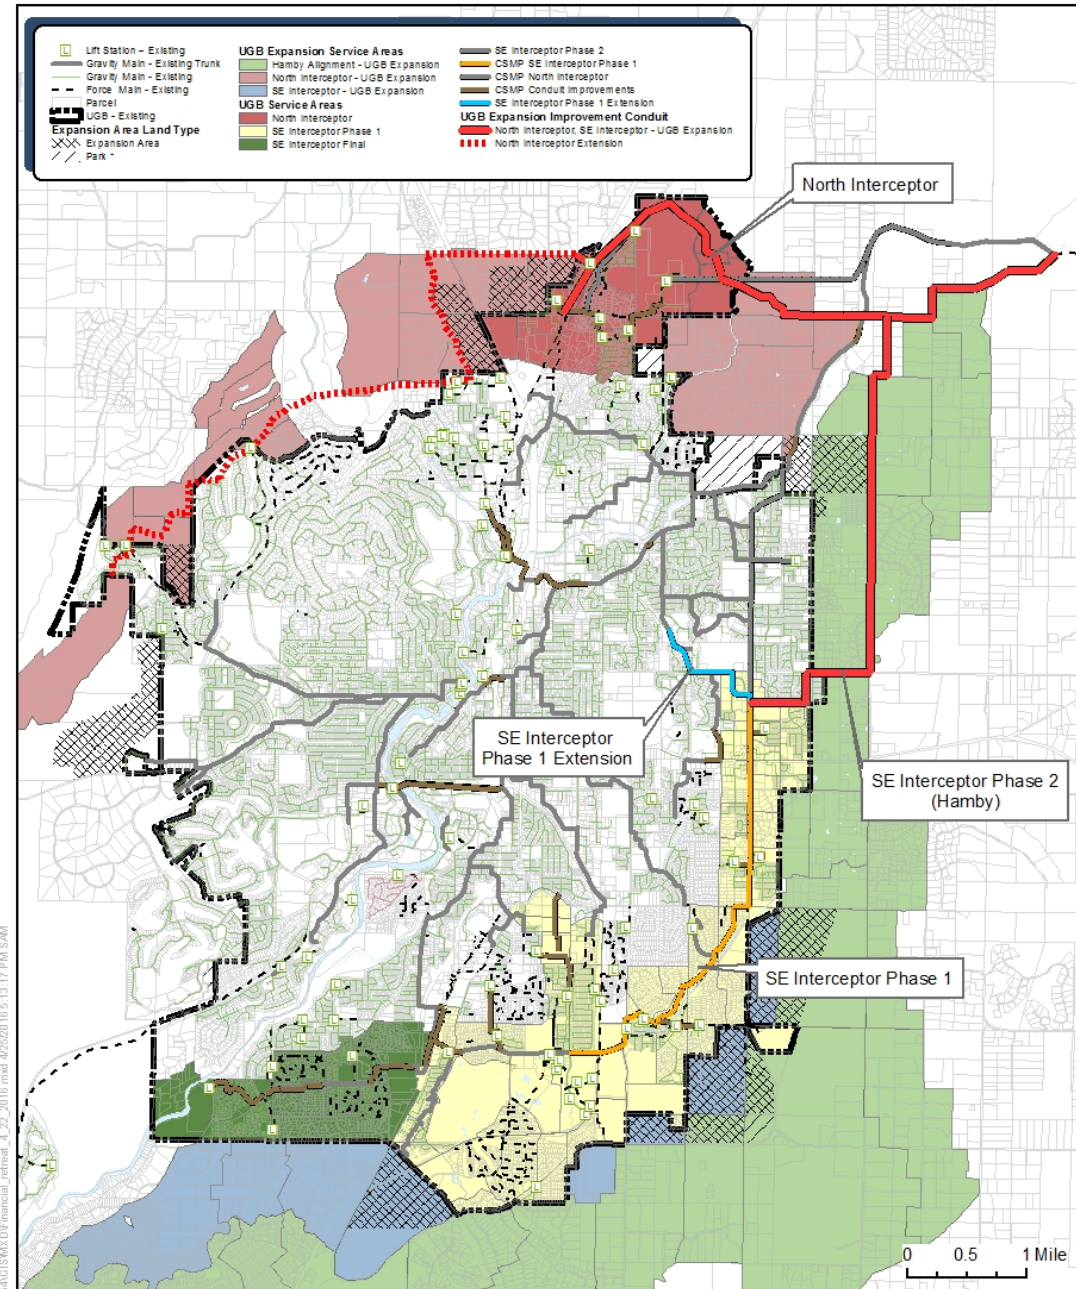 Lift Station – Existing
Gravity Main - Existing Trunk
Gravity Main - Existing
Force Main - Existing
Parcel
UGB - Existing
Expansion Area Land Type
Expansion Area
Park *
UGB Expansion Service Areas
Hamby Alignment - UGB Expansion
North Interceptor - UGB Expansion
SE Interceptor - UGB Expansion
UGB Service Areas
North Interceptor
SE Interceptor Phase 1
SE Interceptor Final
SE Interceptor Phase 2
CSMP SE Interceptor Phase 1
CSMP North Interceptor
CSMP Conduit Improvements
SE Interceptor Phase 1 Extension
UGB Expansion Improvement Conduit
North Interceptor, SE Interceptor - UGB Expansion
North Interceptor Extension
North Interceptor
SE Interceptor
Phase 1 Extension
SE Interceptor Phase 2
(Hamby)
SE Interceptor Phase 1
0 0.5 1 Mile